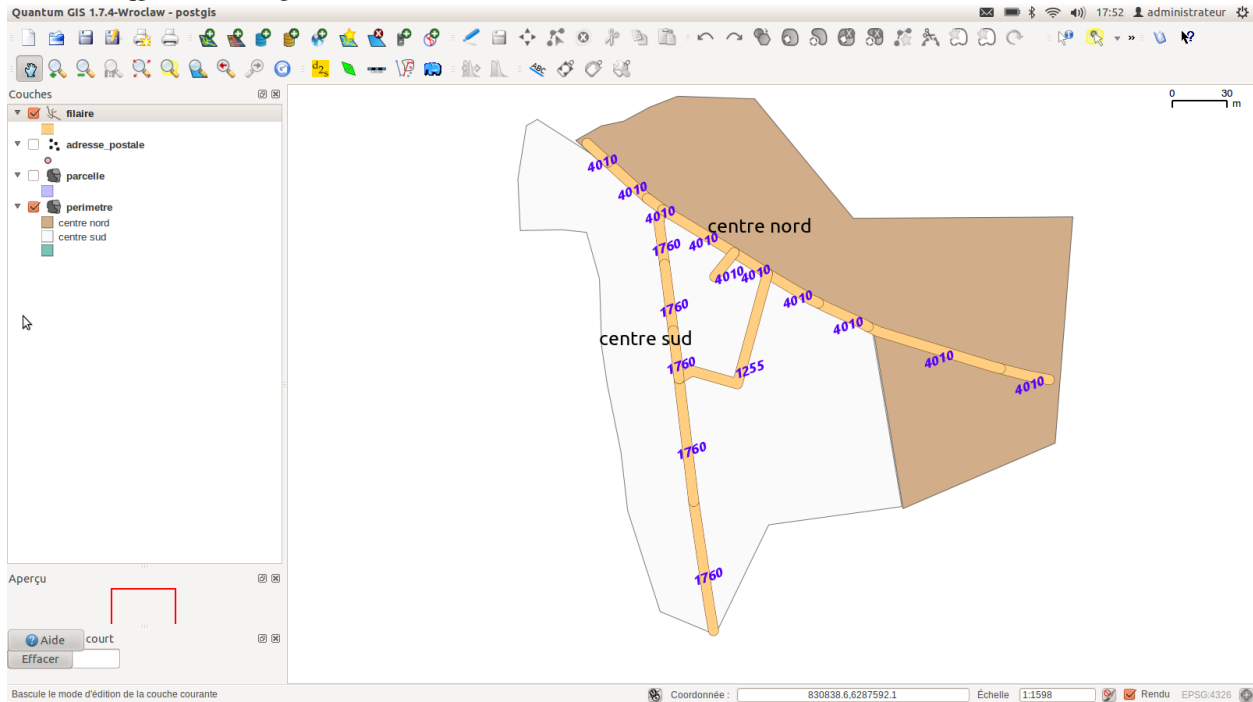 Quantum GIS 1.7.4-Wroclaw - postgis
17:52 administrateur
Couches
filaire
adresse_postale
parcelle
perimetre
centre nord
centre sud
0 30
m
4010
4010
4010
centre nord
1760 4010
4010 4010
1760
4010
4010
centre sud
1760
1255
4010
4010
1760
1760
Aperçu
Aide court
Effacer
Bascule le mode d'édition de la couche courante
Coordonnée : 830838.6,6287592.1 Échelle 1:1598 Rendu EPSG:4326